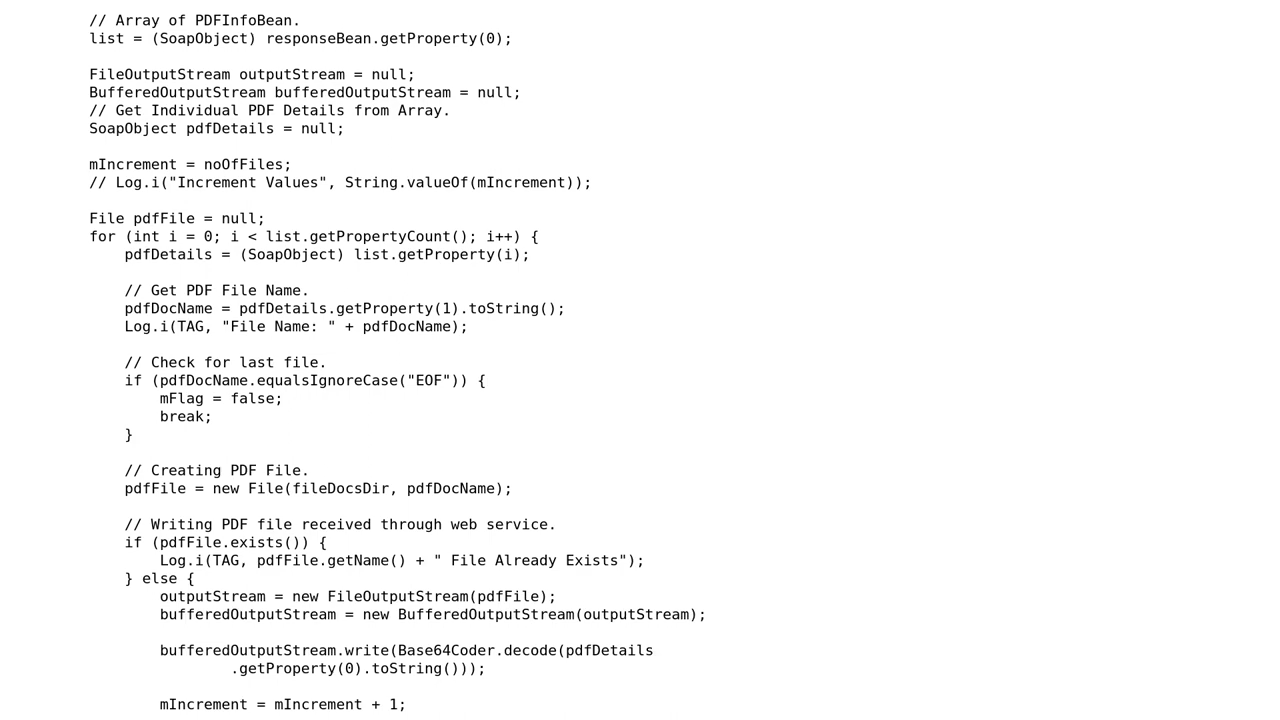 // Array of PDFInfoBean.
list = (SoapObject) responseBean.getProperty(0);

FileOutputStream outputStream = null;
BufferedOutputStream bufferedOutputStream = null;
// Get Individual PDF Details from Array.
SoapObject pdfDetails = null;

mIncrement = noOfFiles;
// Log.i("Increment Values", String.valueOf(mIncrement));

File pdfFile = null;
for (int i = 0; i < list.getPropertyCount(); i++) {
    pdfDetails = (SoapObject) list.getProperty(i);

    // Get PDF File Name.
    pdfDocName = pdfDetails.getProperty(1).toString();
    Log.i(TAG, "File Name: " + pdfDocName);

    // Check for last file.
    if (pdfDocName.equalsIgnoreCase("EOF")) {
        mFlag = false;
        break;
    }

    // Creating PDF File.
    pdfFile = new File(fileDocsDir, pdfDocName);

    // Writing PDF file received through web service.
    if (pdfFile.exists()) {
        Log.i(TAG, pdfFile.getName() + " File Already Exists");
    } else {
        outputStream = new FileOutputStream(pdfFile);
        bufferedOutputStream = new BufferedOutputStream(outputStream);

        bufferedOutputStream.write(Base64Coder.decode(pdfDetails
                .getProperty(0).toString()));

        mIncrement = mIncrement + 1;